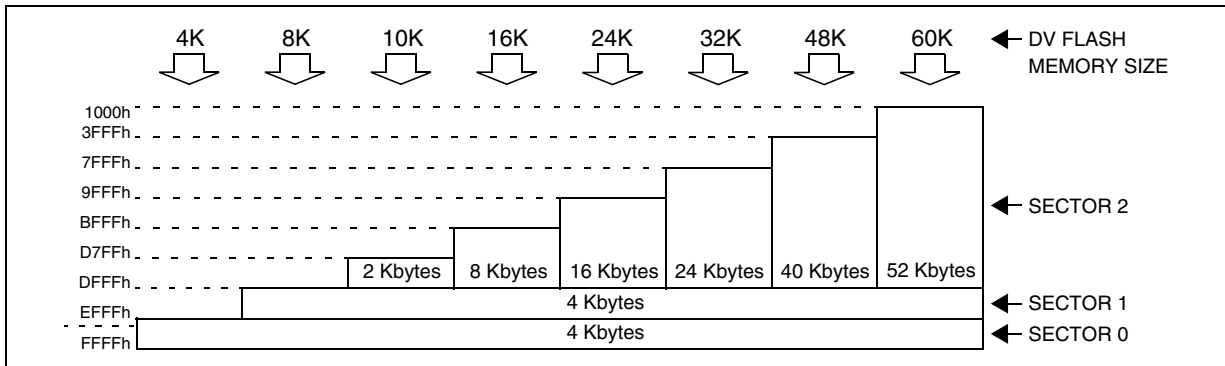 4K 8K 10K 16K 24K 32K 48K 60K DV FLASH
MEMORY SIZE
1000h
3FFFh
7FFFh
9FFFh
SECTOR 2
BFFFh
D7FFh
2 Kbytes 8 Kbytes 16 Kbytes 24 Kbytes 40 Kbytes 52 Kbytes
DFFFh
4 Kbytes SECTOR 1
EFFFh
4 Kbytes SECTOR 0
FFFFh